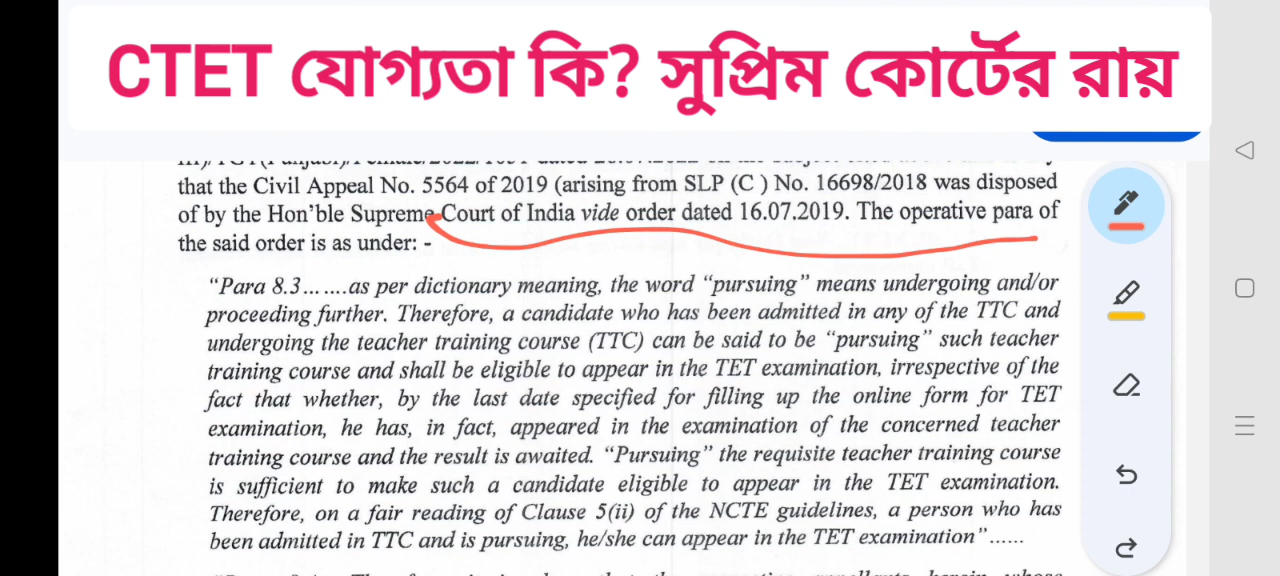 CTET যোগ্যতা কি? সুপ্রিম কোর্টের রায়
that the Civil Appeal No. 5564 of 2019 (arising from SLP (C ) No. 16698/2018 was disposed
of by the Hon’ble Supreme Court of India vide order dated 16.07.2019. The operative para of
the said order is as under: -
“Para 8.3…….as per dictionary meaning, the word “pursuing” means undergoing and/or
proceeding further. Therefore, a candidate who has been admitted in any of the TTC and
undergoing the teacher training course (TTC) can be said to be “pursuing” such teacher
training course and shall be eligible to appear in the TET examination, irrespective of the
fact that whether, by the last date specified for filling up the online form for TET
examination, he has, in fact, appeared in the examination of the concerned teacher
training course and the result is awaited. “Pursuing” the requisite teacher training course
is sufficient to make such a candidate eligible to appear in the TET examination.
Therefore, on a fair reading of Clause 5(ii) of the NCTE guidelines, a person who has
been admitted in TTC and is pursuing, he/she can appear in the TET examination”……